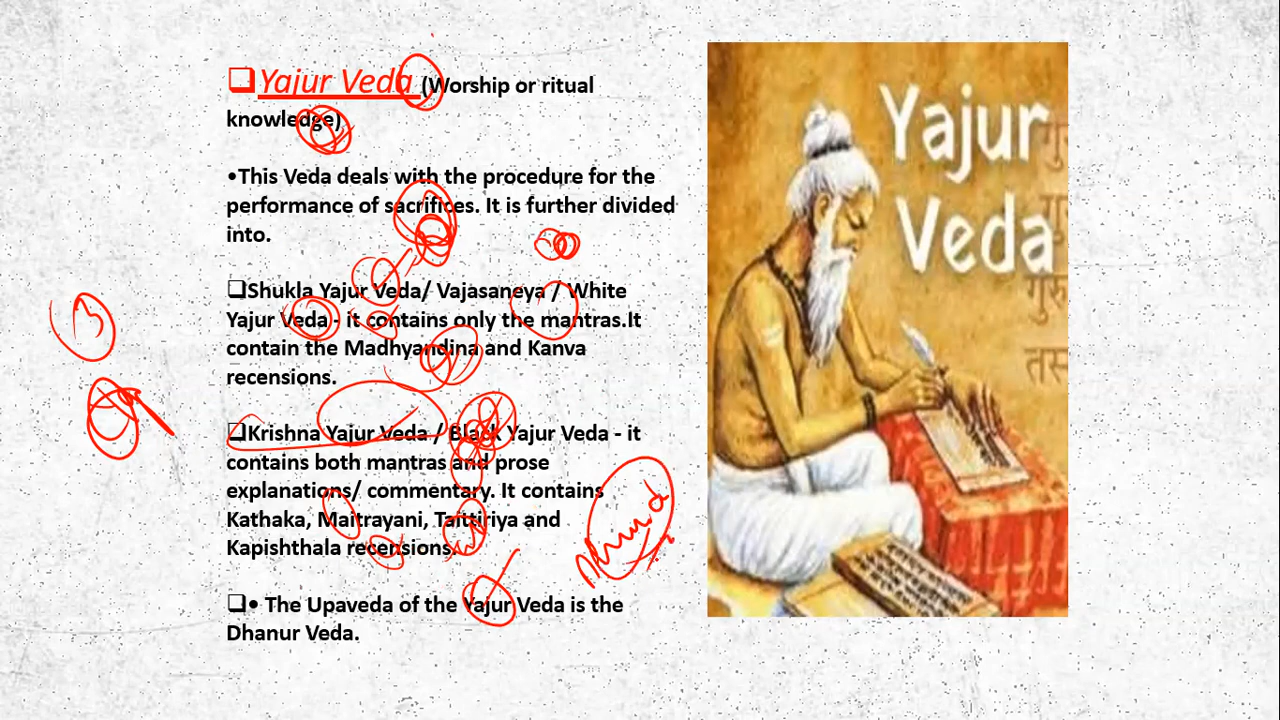 Yajur Veda (Worship or ritual
knowledge)
•This Veda deals with the procedure for the
performance of sacrifices. It is further divided
into.
❑Shukla Yajur Veda/ Vajasaneya / White
Yajur Veda - it contains only the mantras.It
contain the Madhyandina and Kanva
recensions.
❑Krishna Yajur Veda / Black Yajur Veda - it
contains both mantras and prose
explanations/ commentary. It contains
Kathaka, Maitrayani, Taittiriya and
Kapishthala recensions.
❑• The Upaveda of the Yajur Veda is the
Dhanur Veda.
Yajur
Veda
गुरु
तस
3